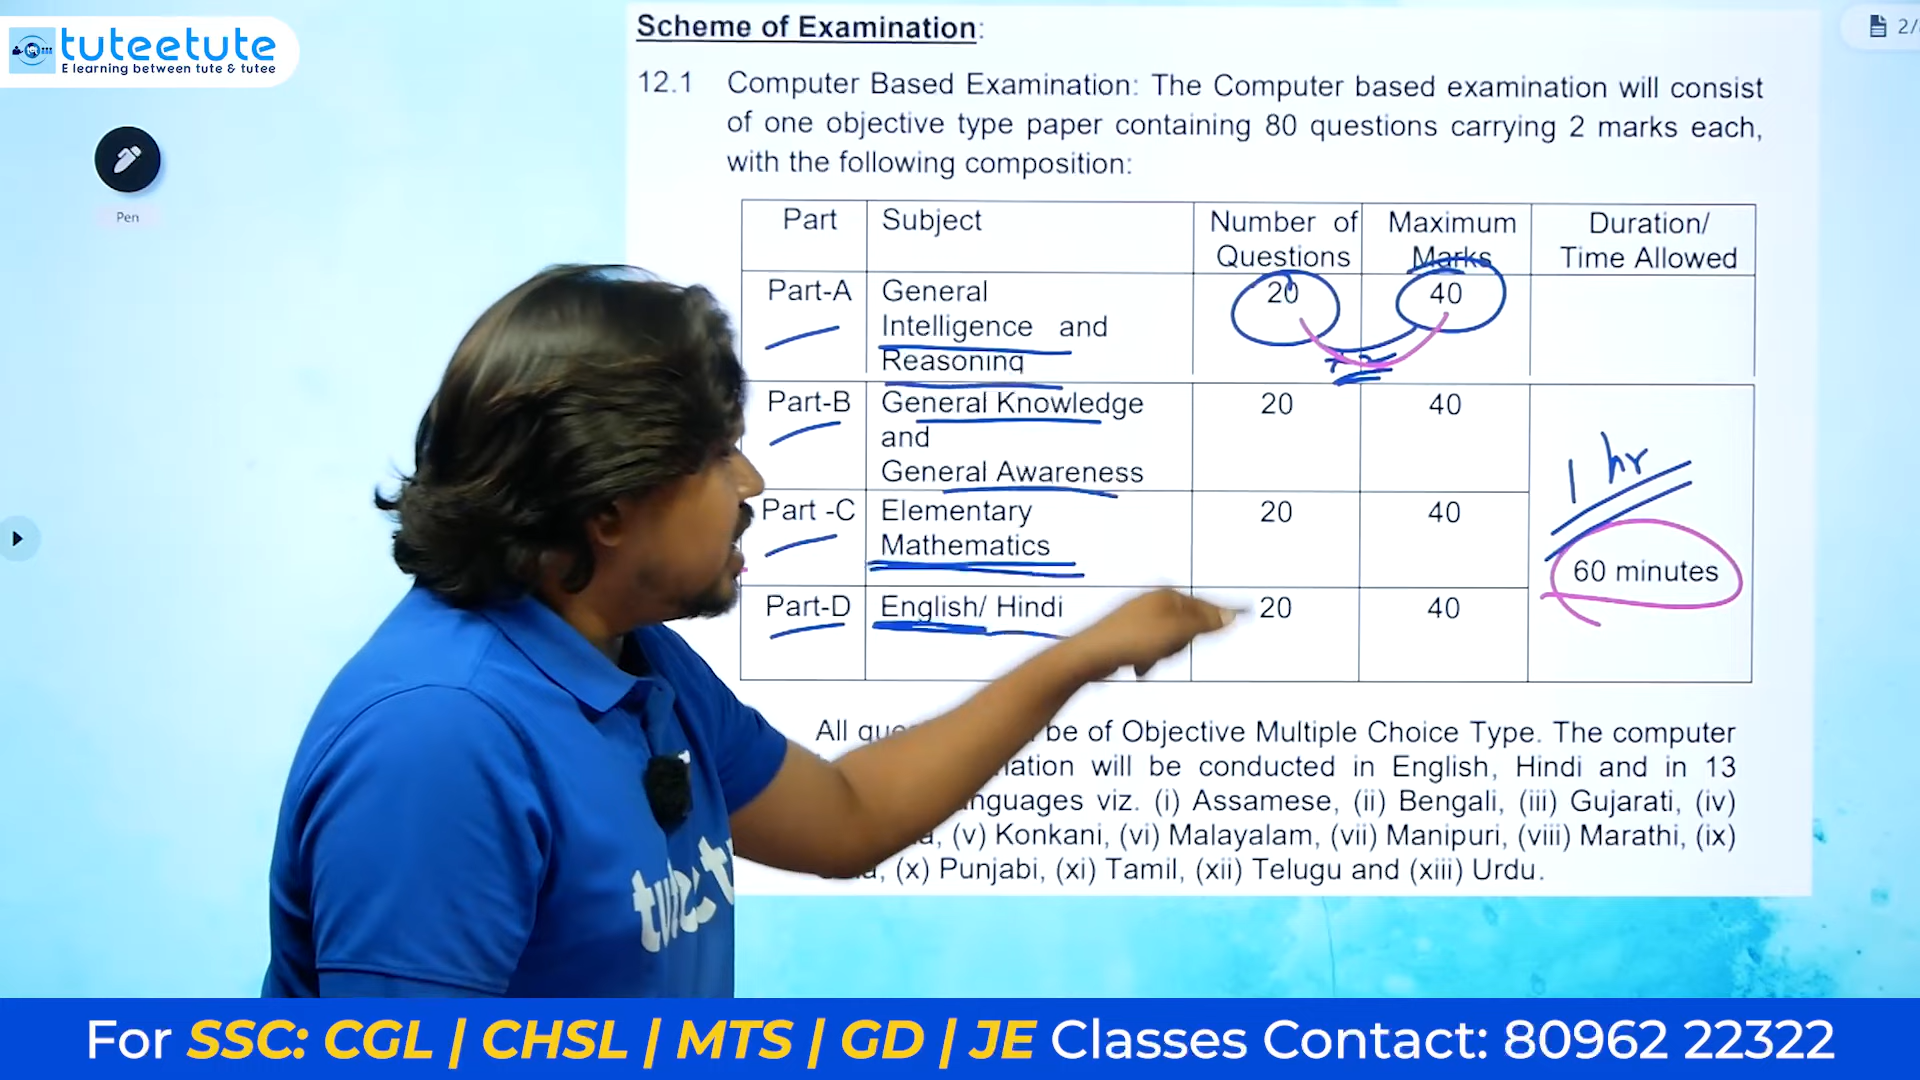 tuteetute
E learning between tute & tutee
Pen
2/
Scheme of Examination:
12.1 Computer Based Examination: The Computer based examination will consist
of one objective type paper containing 80 questions carrying 2 marks each,
with the following composition:
Part Subject Number of Maximum Duration/
Questions Marks Time Allowed
Part-A General 20 40
Intelligence and
Reasoning
Part-B General Knowledge 20 40
and
General Awareness
1 hr
Part -C Elementary 20 40
Mathematics
60 minutes
Part-D English/ Hindi 20 40
All be of Objective Multiple Choice Type. The computer
will be conducted in English, Hindi and in 13
viz. (i) Assamese, (ii) Bengali, (iii) Gujarati, (iv)
(v) Konkani, (vi) Malayalam, (vii) Manipuri, (viii) Marathi, (ix)
(x) Punjabi, (xi) Tamil, (xii) Telugu and (xiii) Urdu.
For SSC: CGL | CHSL | MTS | GD | JE Classes Contact: 80962 22322